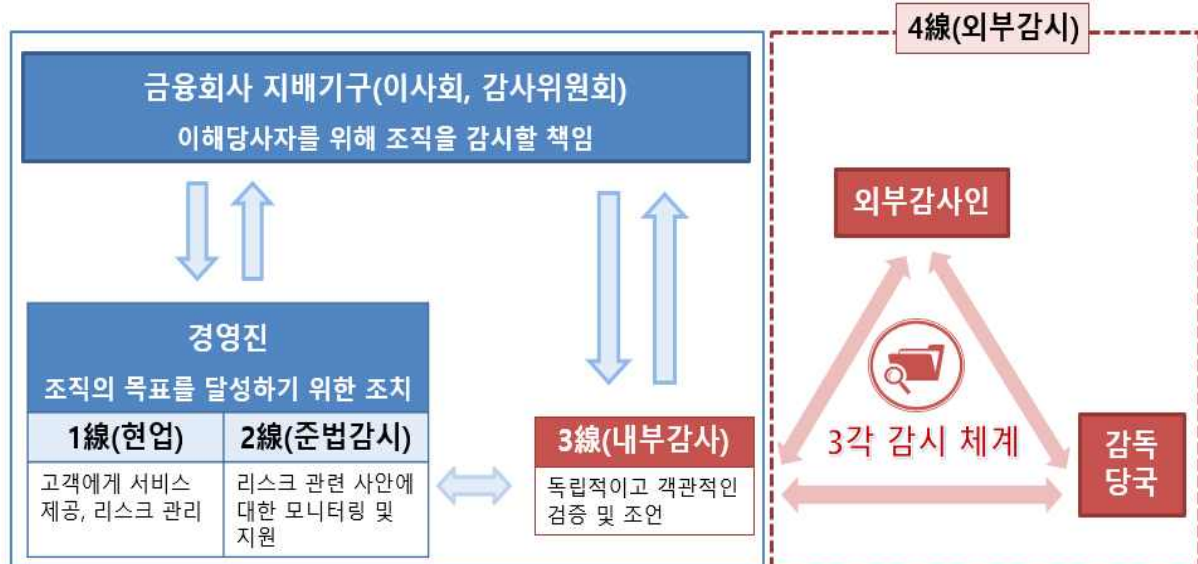 4線(외부감시)
금융회사 지배기구(이사회, 감사위원회)
이해당사자를 위해 조직을 감시할 책임
외부감사인
경영진
조직의 목표를 달성하기 위한 조치
1線(현업)
고객에게 서비스
제공, 리스크 관리
2線(준법감시)
리스크 관련 사안에
대한 모니터링 및
지원
3線(내부감사)
독립적이고 객관적인
검증 및 조언
3각 감시 체계
감독
당국